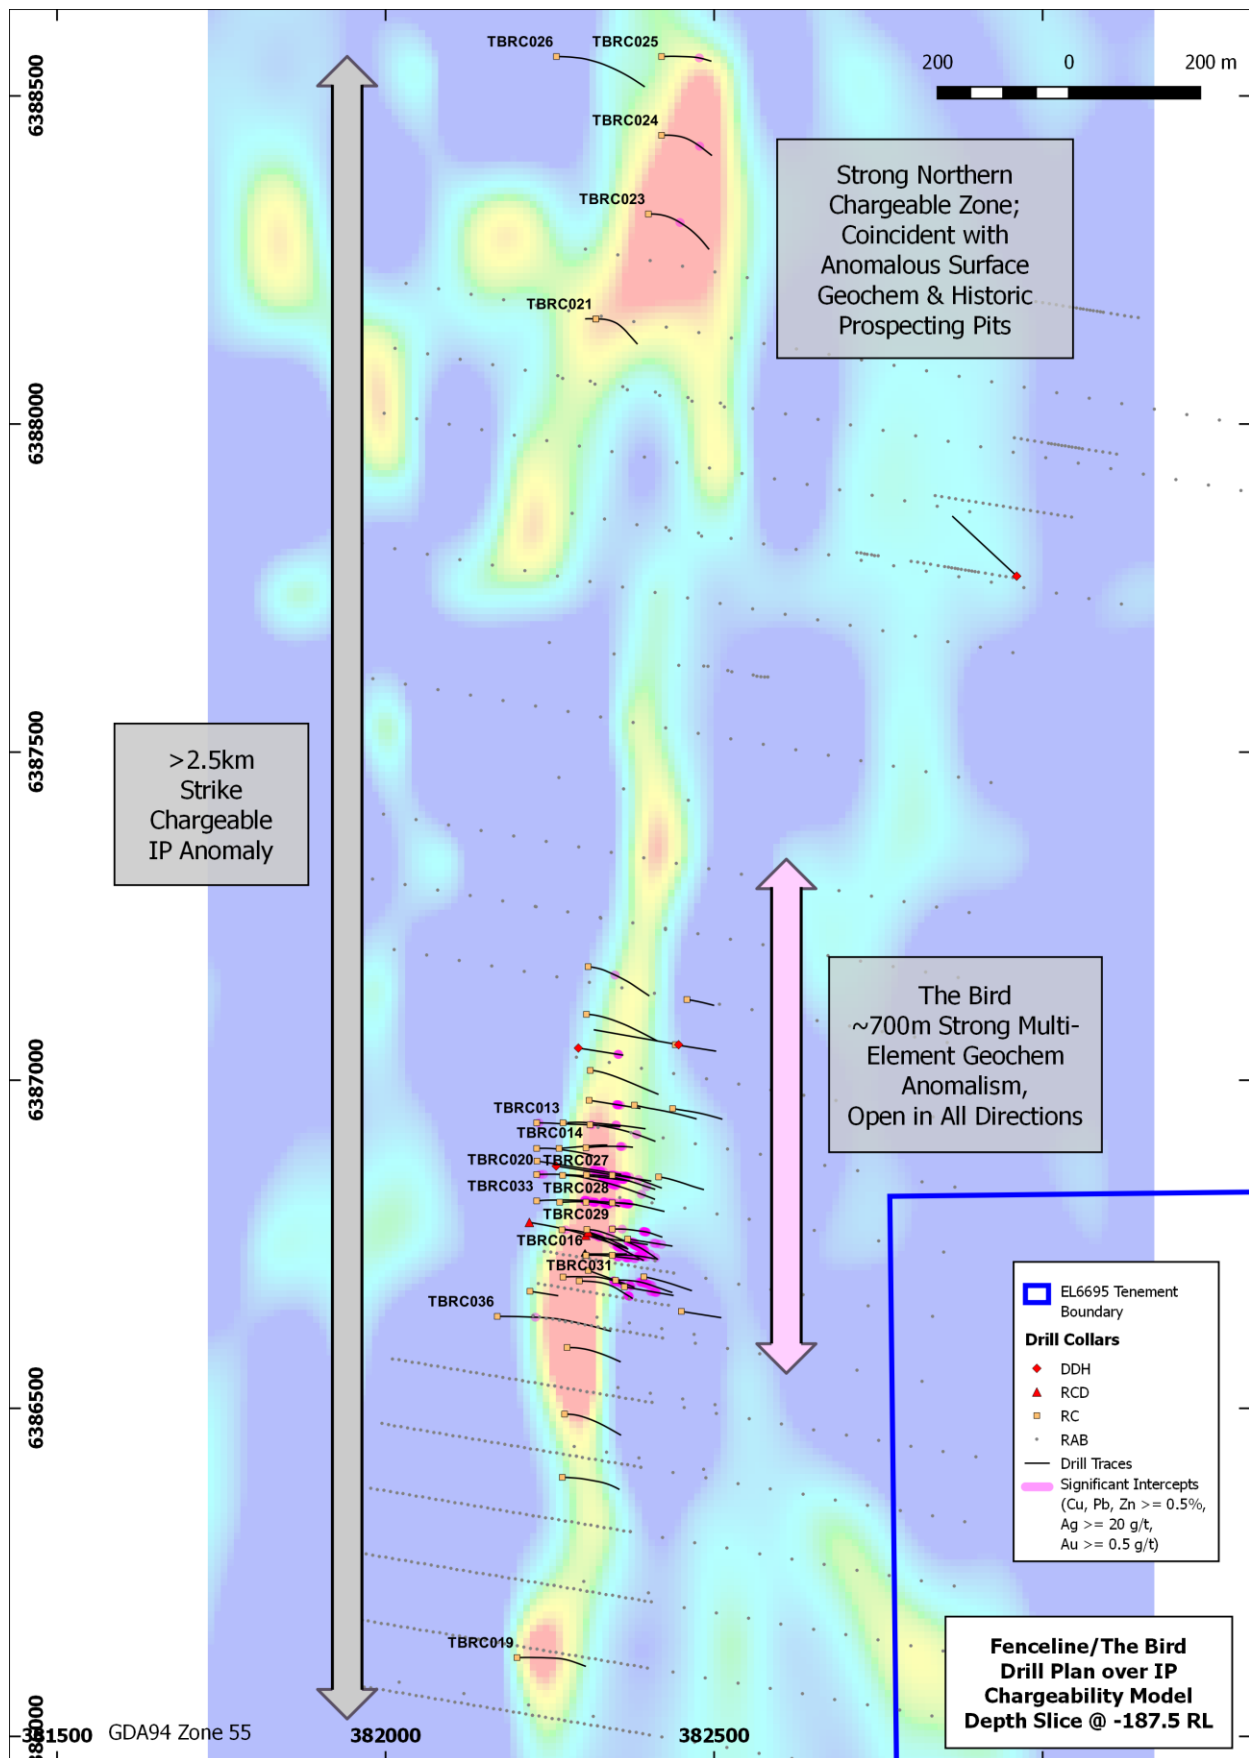 TBRC026
TBRC025
200 0 200 m
6388500
TBRC024
Strong Northern
Chargeable Zone;
Coincident with
Anomalous Surface
Geochem & Historic
Prospecting Pits
TBRC023
TBRC021
6388000
6387500
>2.5km
Strike
Chargeable
IP Anomaly
The Bird
~700m Strong Multi-
Element Geochem
Anomalism,
Open in All Directions
6387000
TBRC013
TBRC014
TBRC020
TBRC027
TBRC033
TBRC028
TBRC029
TBRC016
TBRC031
TBRC036
6386500
EL6695 Tenement
Boundary
Drill Collars
DDH
RCD
RC
RAB
Drill Traces
Significant Intercepts
(Cu, Pb, Zn >= 0.5%,
Ag >= 20 g/t,
Au >= 0.5 g/t)
TBRC019
Fenceline/The Bird
Drill Plan over IP
Chargeability Model
Depth Slice @ -187.5 RL
6386000
381500
GDA94 Zone 55
382000
382500